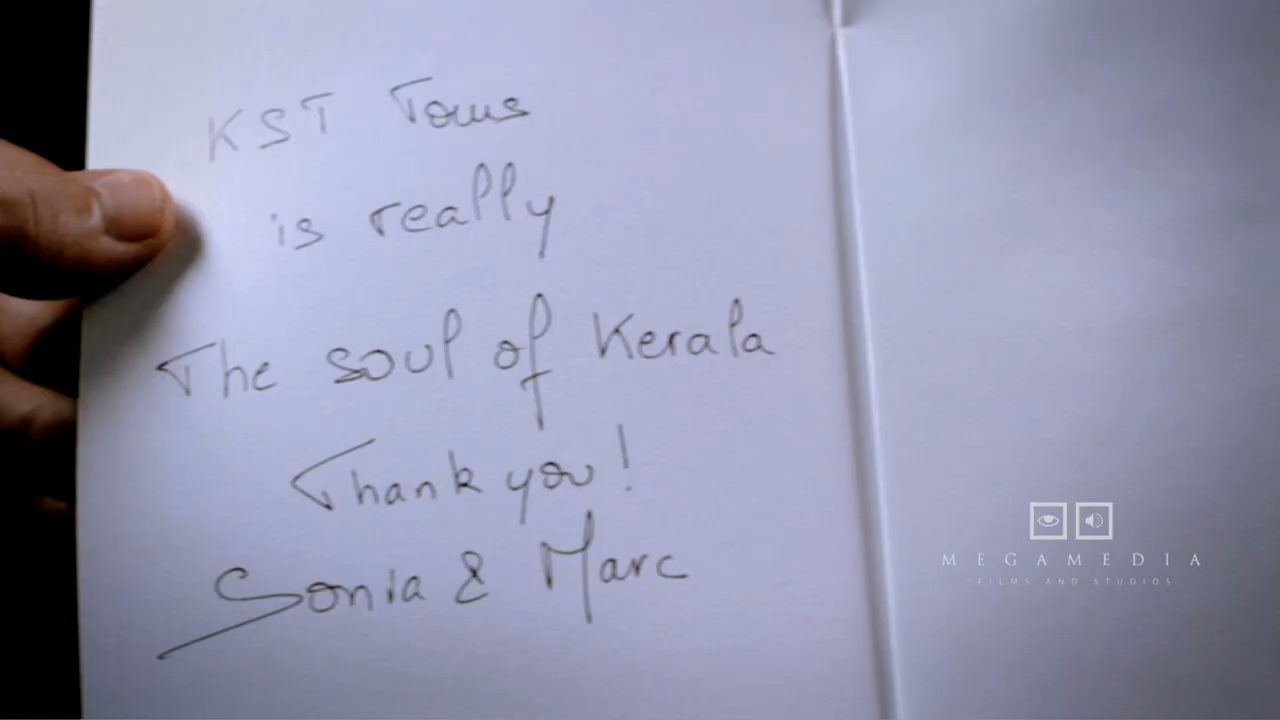 KST Tours
is really
The soul of Kerala
Thank you!
Sonia & Marc
MEGAMEDIA
FILMS AND STUDIOS